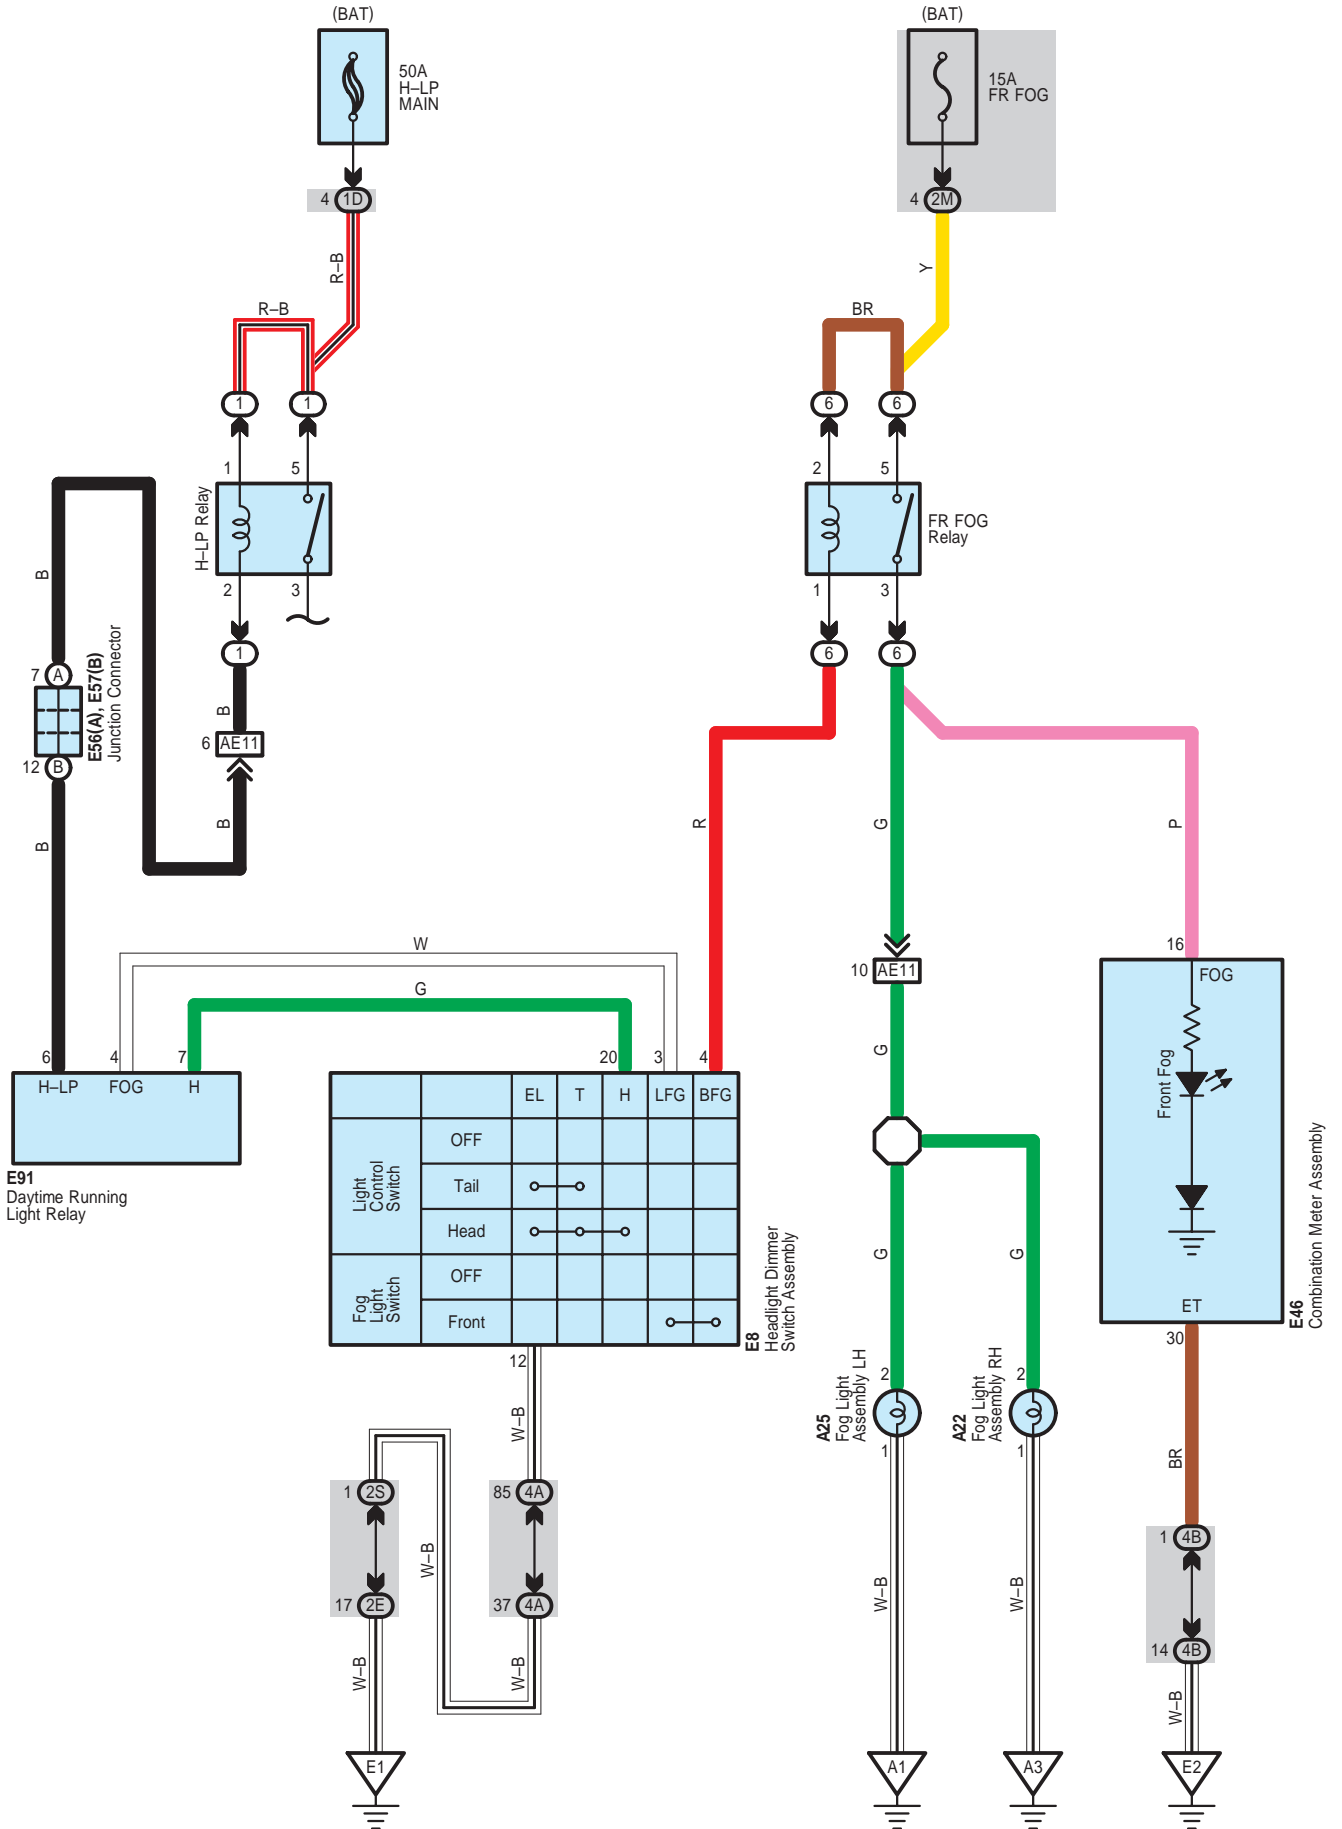 (BAT)
(BAT)
50A
H–LP
MAIN
15A
FR FOG
4 1D
4 2M
R–B
Y
R–B
BR
1
1
6
6
1
5
2
5
H–LP Relay
FR FOG
Relay
2
3
1
3
B
1
6
6
E56(A), E57(B)
Junction Connector
7 A
B
6 AE11
12 B
B
B
R
G
P
W
16
10 AE11
FOG
G
G
6
4
7
20
3
4
H–LP
FOG
H
EL
T
H
LFG
BFG
Front Fog
OFF
E91
Daytime Running
Light Relay
Light
Control
Switch
Tail
Head
G
G
E46
Combination Meter Assembly
Fog
Light
Switch
OFF
Front
E8
Headlight Dimmer
Switch Assembly
ET
30
12
A25
Fog Light
Assembly LH
2
1
A22
Fog Light
Assembly RH
2
1
W–B
BR
1 2S
85 4A
1 4B
W–B
W–B
W–B
17 2E
37 4A
14 4B
W–B
W–B
W–B
E1
A1
A3
E2